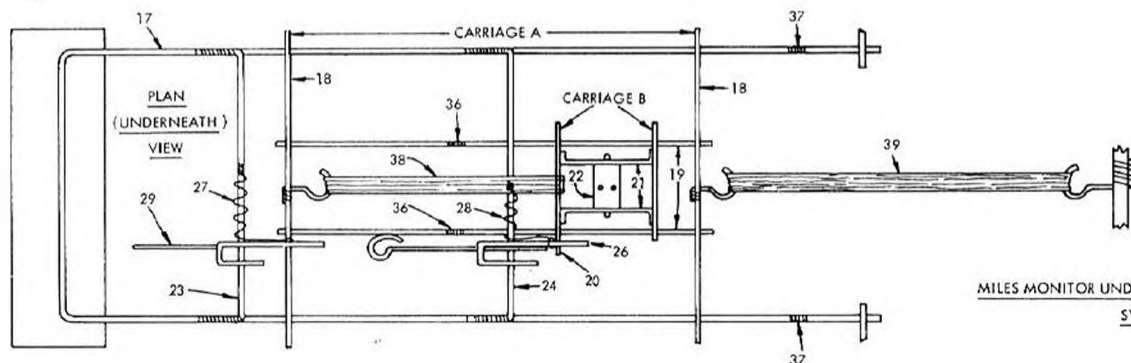 17
CARRIAGE A
37
18
18
PLAN
(UNDERNEATH)
VIEW
36
CARRIAGE B
38
39
27
22
21
19
29
28
36
26
20
23
24
MILES MONITOR UND
SY
37